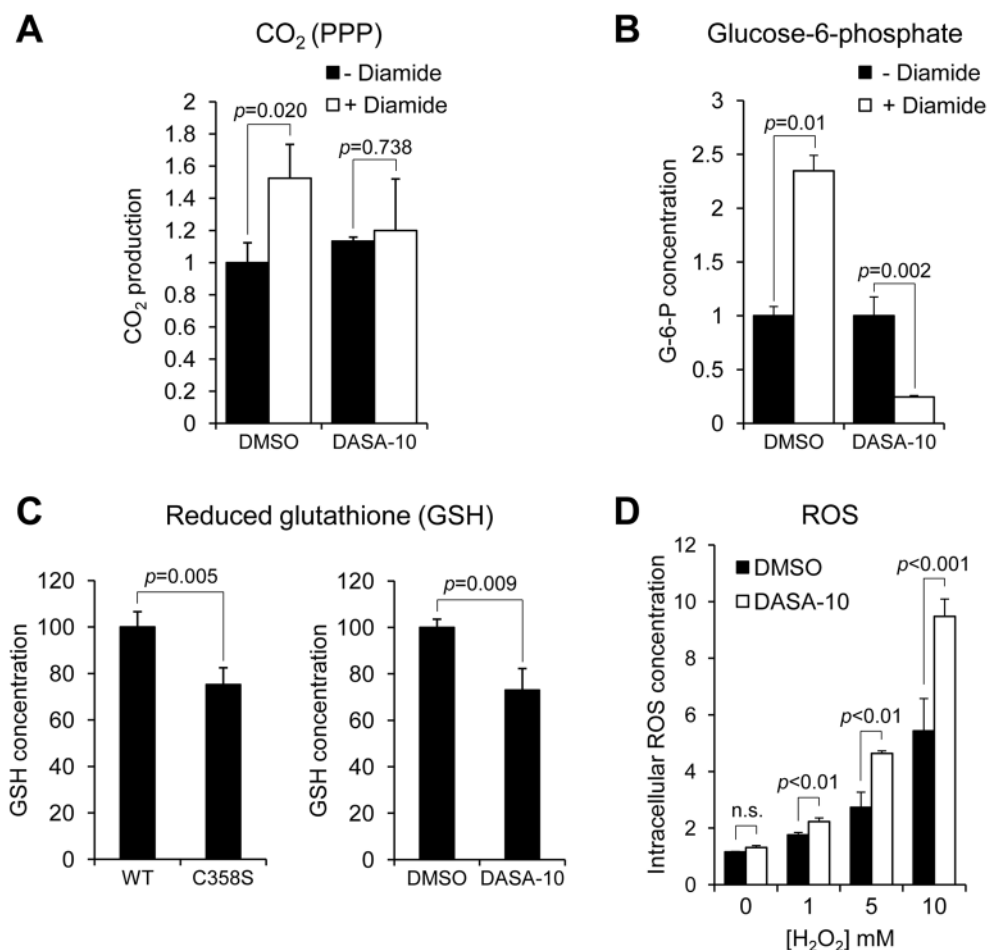 A
CO₂ (PPP)
- Diamide
+ Diamide
CO₂ production
2
1.8
1.6
1.4
1.2
1
0.8
0.6
0.4
0.2
0
p=0.020
p=0.738
DMSO DASA-10
B
Glucose-6-phosphate
- Diamide
+ Diamide
G-6-P concentration
3
2.5
2
1.5
1
0.5
0
p=0.01
p=0.002
DMSO DASA-10
C
Reduced glutathione (GSH)
GSH concentration
120
100
80
60
40
20
0
p=0.005
WT C358S
GSH concentration
120
100
80
60
40
20
0
p=0.009
DMSO DASA-10
D
ROS
DMSO
DASA-10
Intracellular ROS concentration
12
10
8
6
4
2
0
n.s.
p<0.01
p<0.01
p<0.001
0 1 5 10
[H₂O₂] mM